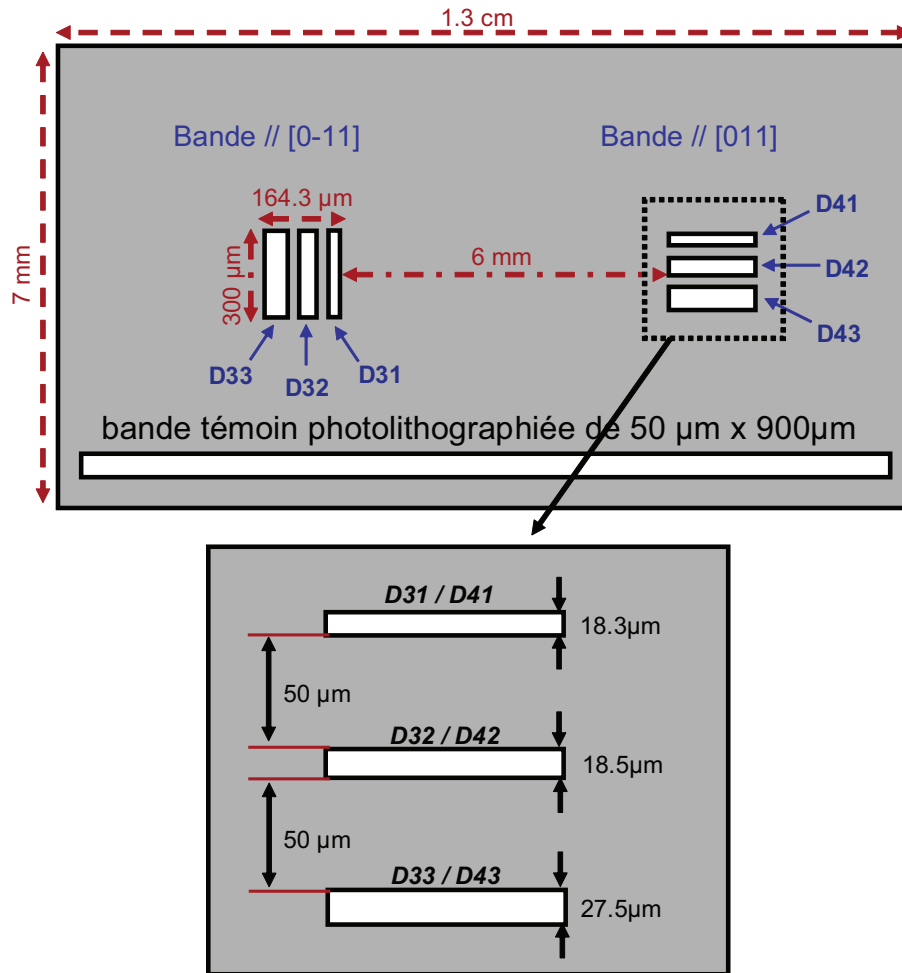 1.3 cm
Bande // [0-11]
Bande // [011]
164.3 µm
D41
7 mm
300 µm
6 mm
D42
D43
D33
D32
D31
bande témoin photolithographiée de 50 µm x 900µm
D31 / D41
18.3µm
50 µm
D32 / D42
18.5µm
50 µm
D33 / D43
27.5µm